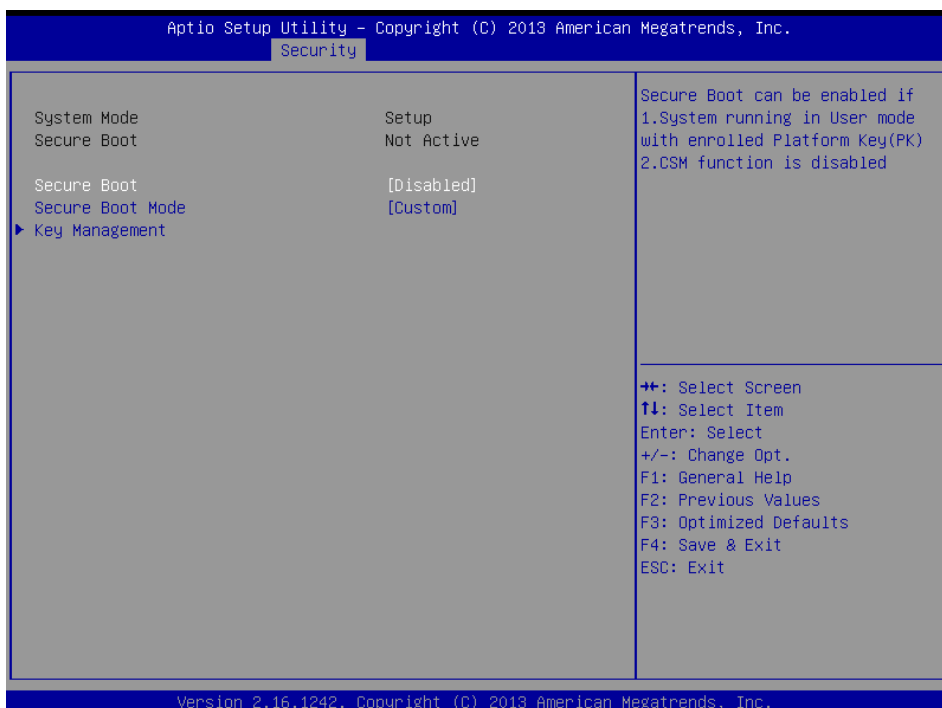 Aptio Setup Utility – Copyright (C) 2013 American Megatrends, Inc.
Security
System Mode Setup
Secure Boot Not Active
Secure Boot [Disabled]
Secure Boot Mode [Custom]
▶ Key Management
Secure Boot can be enabled if
1.System running in User mode
with enrolled Platform Key(PK)
2.CSM function is disabled
→←: Select Screen
↑↓: Select Item
Enter: Select
+/-: Change Opt.
F1: General Help
F2: Previous Values
F3: Optimized Defaults
F4: Save & Exit
ESC: Exit
Version 2.16.1242. Copyright (C) 2013 American Megatrends, Inc.